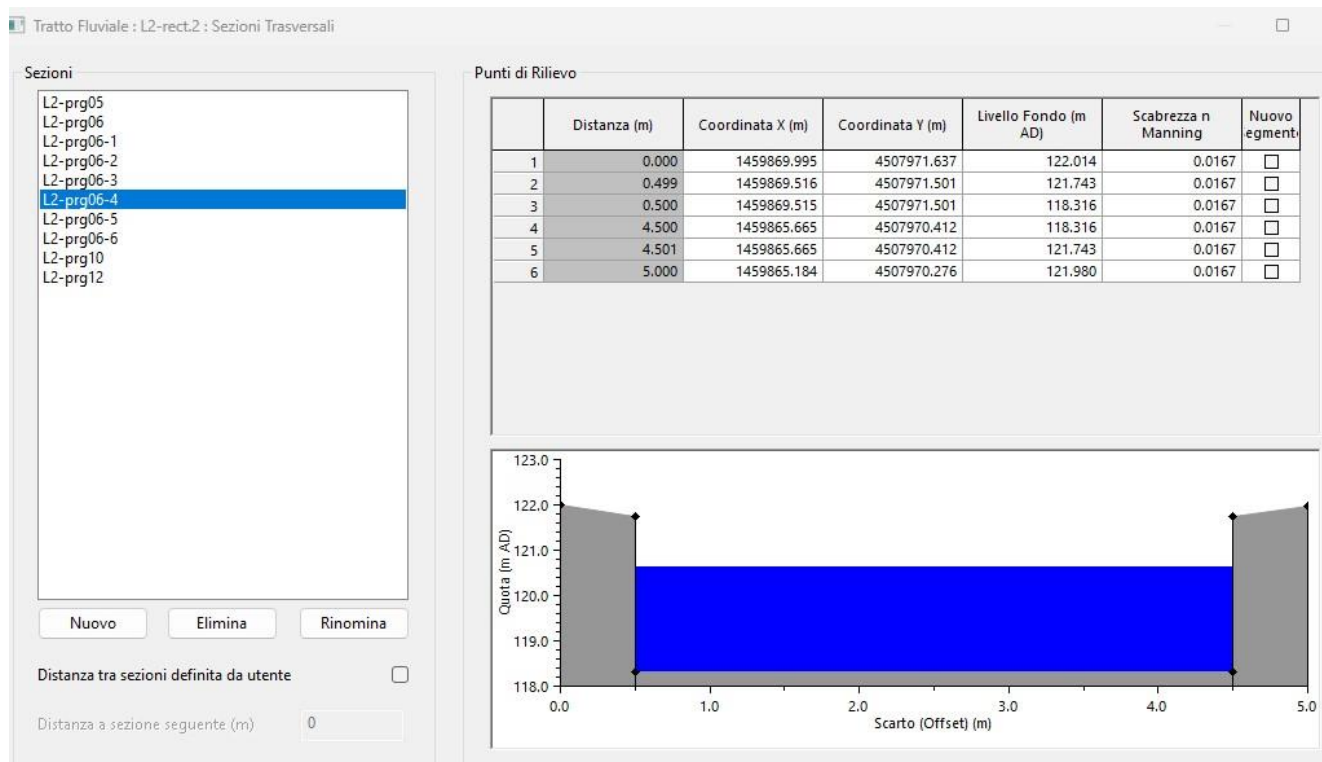 Tratto Fluviale : L2-rect.2 : Sezioni Trasversali
Sezioni
L2-prg05
L2-prg06
L2-prg06-1
L2-prg06-2
L2-prg06-3
L2-prg06-4
L2-prg06-5
L2-prg06-6
L2-prg10
L2-prg12
Nuovo Elimina Rinomina
Distanza tra sezioni definita da utente
Distanza a sezione seguente (m) 0
Punti di Rilievo
Distanza (m) Coordinata X (m) Coordinata Y (m) Livello Fondo (m AD) Scabrezza n Manning Nuovo egment
1 0.000 1459869.995 4507971.637 122.014 0.0167
2 0.499 1459869.516 4507971.501 121.743 0.0167
3 0.500 1459869.515 4507971.501 118.316 0.0167
4 4.500 1459865.665 4507970.412 118.316 0.0167
5 4.501 1459865.665 4507970.412 121.743 0.0167
6 5.000 1459865.184 4507970.276 121.980 0.0167
123.0
122.0
121.0
120.0
119.0
118.0
Quota (m AD)
0.0 1.0 2.0 3.0 4.0 5.0
Scarto (Offset) (m)